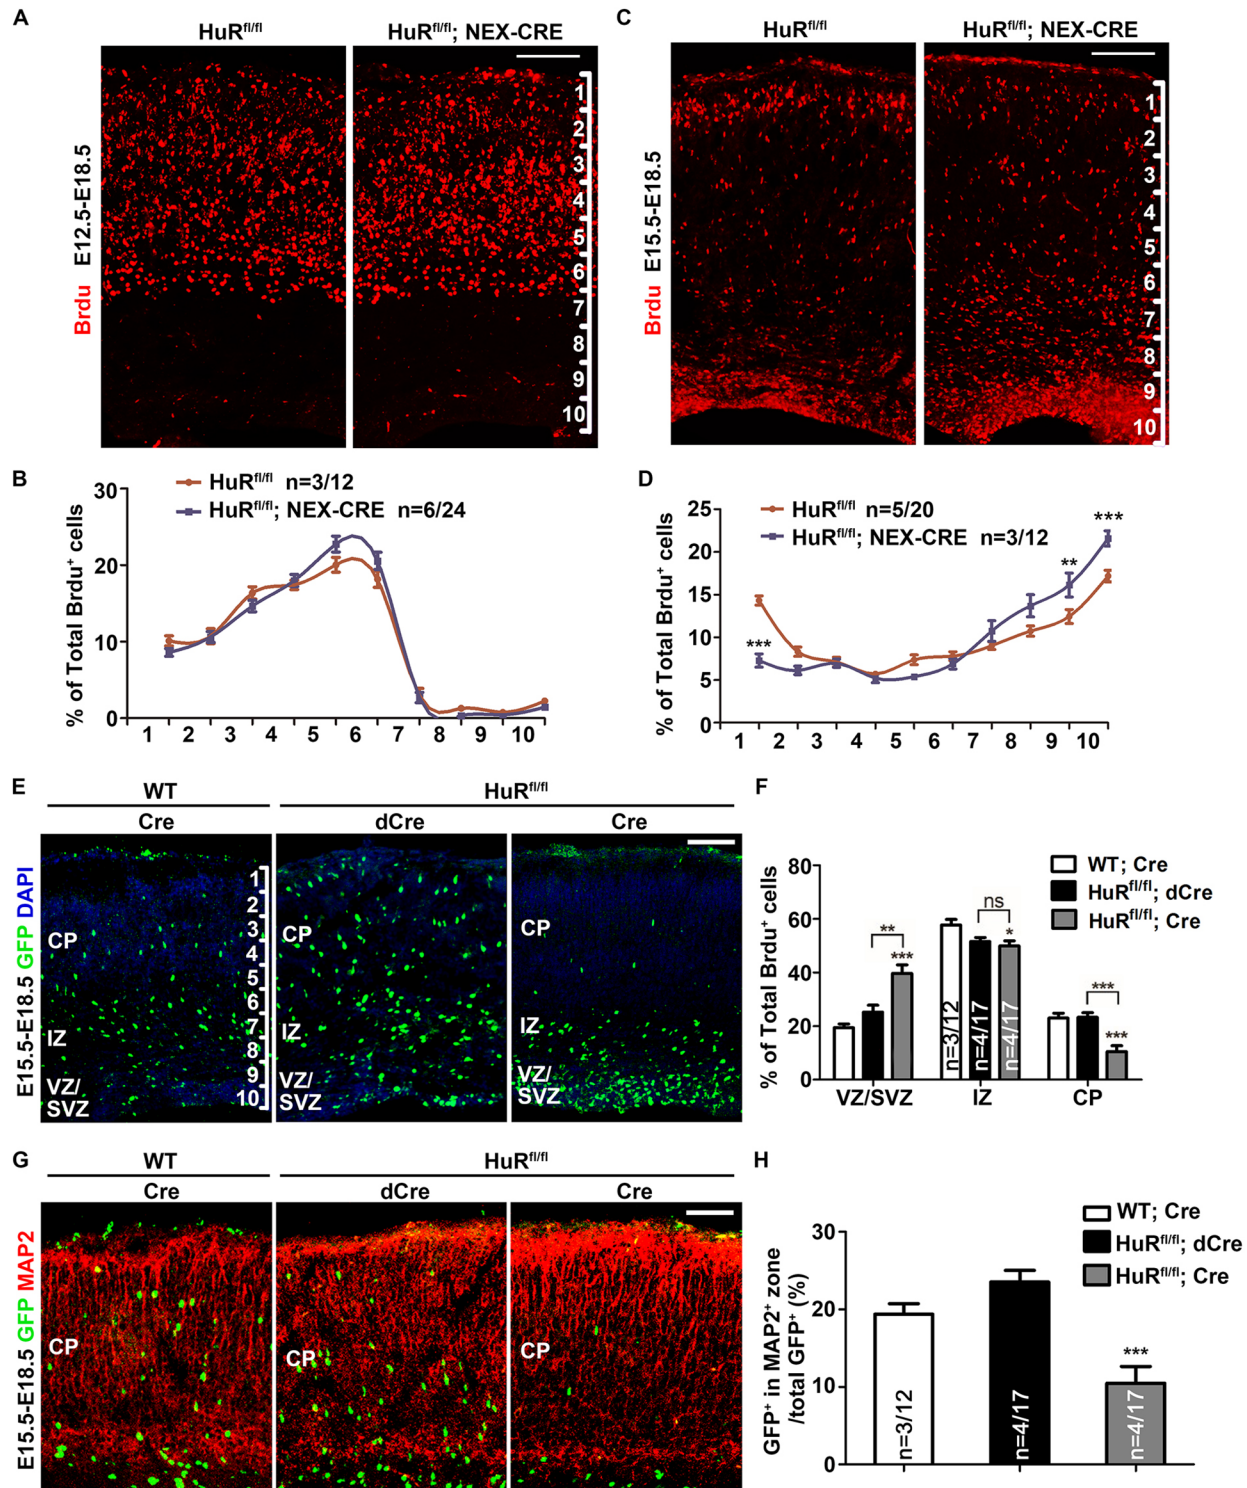 A
HuRfl/fl
HuRfl/fl; NEX-CRE
Brdu E12.5-E18.5
1
2
3
4
5
6
7
8
9
10
C
HuRfl/fl
HuRfl/fl; NEX-CRE
Brdu E15.5-E18.5
1
2
3
4
5
6
7
8
9
10
B
HuRfl/fl n=3/12
HuRfl/fl; NEX-CRE n=6/24
% of Total Brdu+ cells
30
20
10
0
1 2 3 4 5 6 7 8 9 10
D
HuRfl/fl n=5/20
HuRfl/fl; NEX-CRE n=3/12
% of Total Brdu+ cells
25
20
15
10
5
0
***
**
***
1 2 3 4 5 6 7 8 9 10
E
WT
HuRfl/fl
Cre
dCre
Cre
E15.5-E18.5 GFP DAPI
CP
IZ
VZ/
SVZ
1
2
3
4
5
6
7
8
9
10
CP
IZ
VZ/
SVZ
CP
IZ
VZ/
SVZ
F
WT; Cre
HuRfl/fl; dCre
HuRfl/fl; Cre
% of Total Brdu+ cells
80
60
40
20
0
**
***
ns
*
***
***
n=3/12
n=4/17
n=4/17
VZ/SVZ IZ CP
G
WT
HuRfl/fl
Cre
dCre
Cre
E15.5-E18.5 GFP MAP2
CP
CP
CP
H
WT; Cre
HuRfl/fl; dCre
HuRfl/fl; Cre
GFP+ in MAP2+ zone
/total GFP+ (%)
30
20
10
0
***
n=3/12
n=4/17
n=4/17